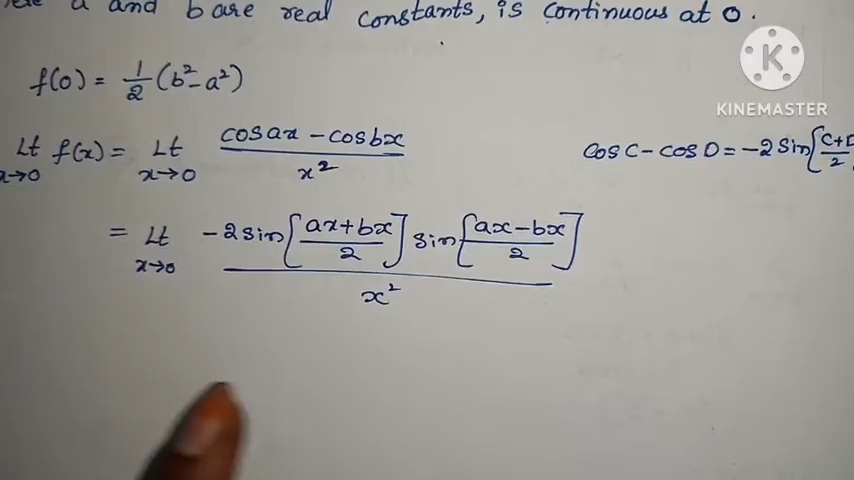 a and b are real constants, is continuous at 0.
KINEMASTER
f(0) = 1/2 (b² - a²)
Lt x→0 f(x) = Lt x→0 (cos ax - cos bx)/x²
cos C - cos D = -2 sin[(C+D)/2
= Lt x→0 (-2 sin[(ax+bx)/2] sin[(ax-bx)/2])/x²